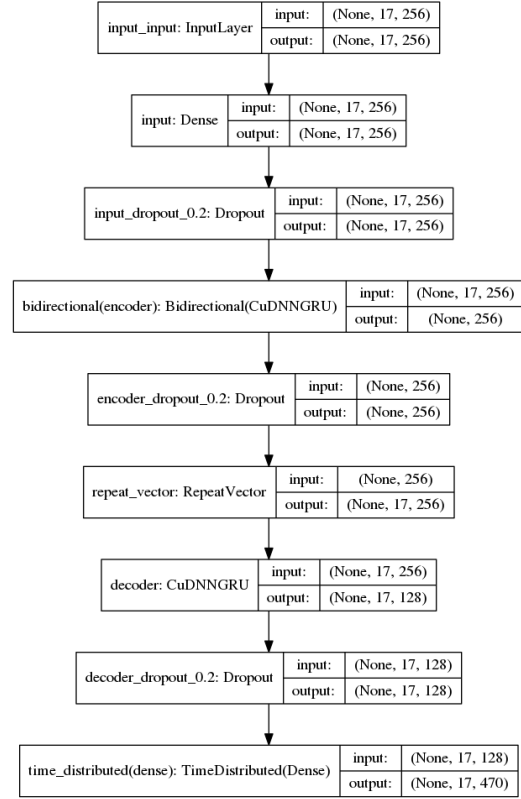 input_input: InputLayer
input: (None, 17, 256)
output: (None, 17, 256)
input: Dense
input: (None, 17, 256)
output: (None, 17, 256)
input_dropout_0.2: Dropout
input: (None, 17, 256)
output: (None, 17, 256)
bidirectional(encoder): Bidirectional(CuDNNGRU)
input: (None, 17, 256)
output: (None, 256)
encoder_dropout_0.2: Dropout
input: (None, 256)
output: (None, 256)
repeat_vector: RepeatVector
input: (None, 256)
output: (None, 17, 256)
decoder: CuDNNGRU
input: (None, 17, 256)
output: (None, 17, 128)
decoder_dropout_0.2: Dropout
input: (None, 17, 128)
output: (None, 17, 128)
time_distributed(dense): TimeDistributed(Dense)
input: (None, 17, 128)
output: (None, 17, 470)